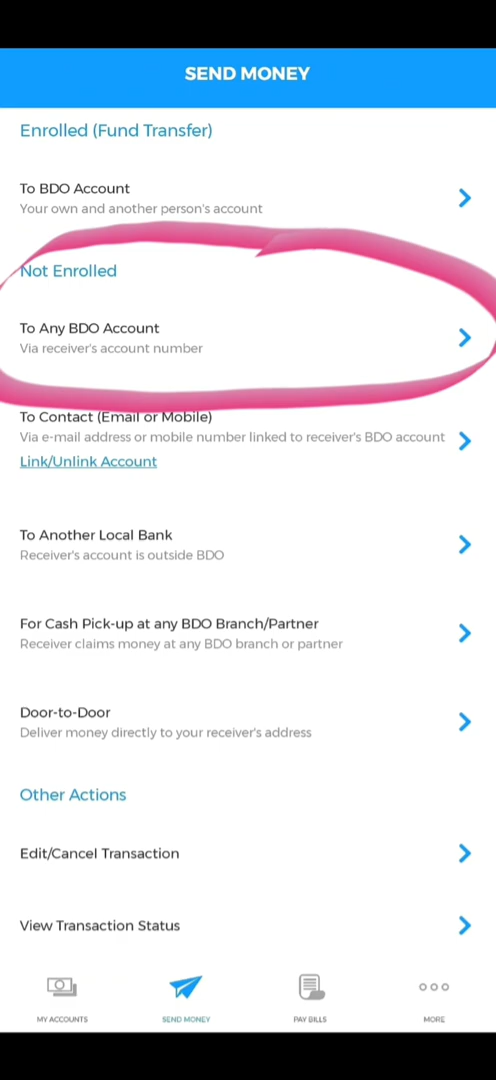 SEND MONEY
Enrolled (Fund Transfer)
To BDO Account
Your own and another person's account
Not Enrolled
To Any BDO Account
Via receiver's account number
To Contact (Email or Mobile)
Via e-mail address or mobile number linked to receiver's BDO account
Link/Unlink Account
To Another Local Bank
Receiver's account is outside BDO
For Cash Pick-up at any BDO Branch/Partner
Receiver claims money at any BDO branch or partner
Door-to-Door
Deliver money directly to your receiver's address
Other Actions
Edit/Cancel Transaction
View Transaction Status
MY ACCOUNTS
SEND MONEY
PAY BILLS
MORE